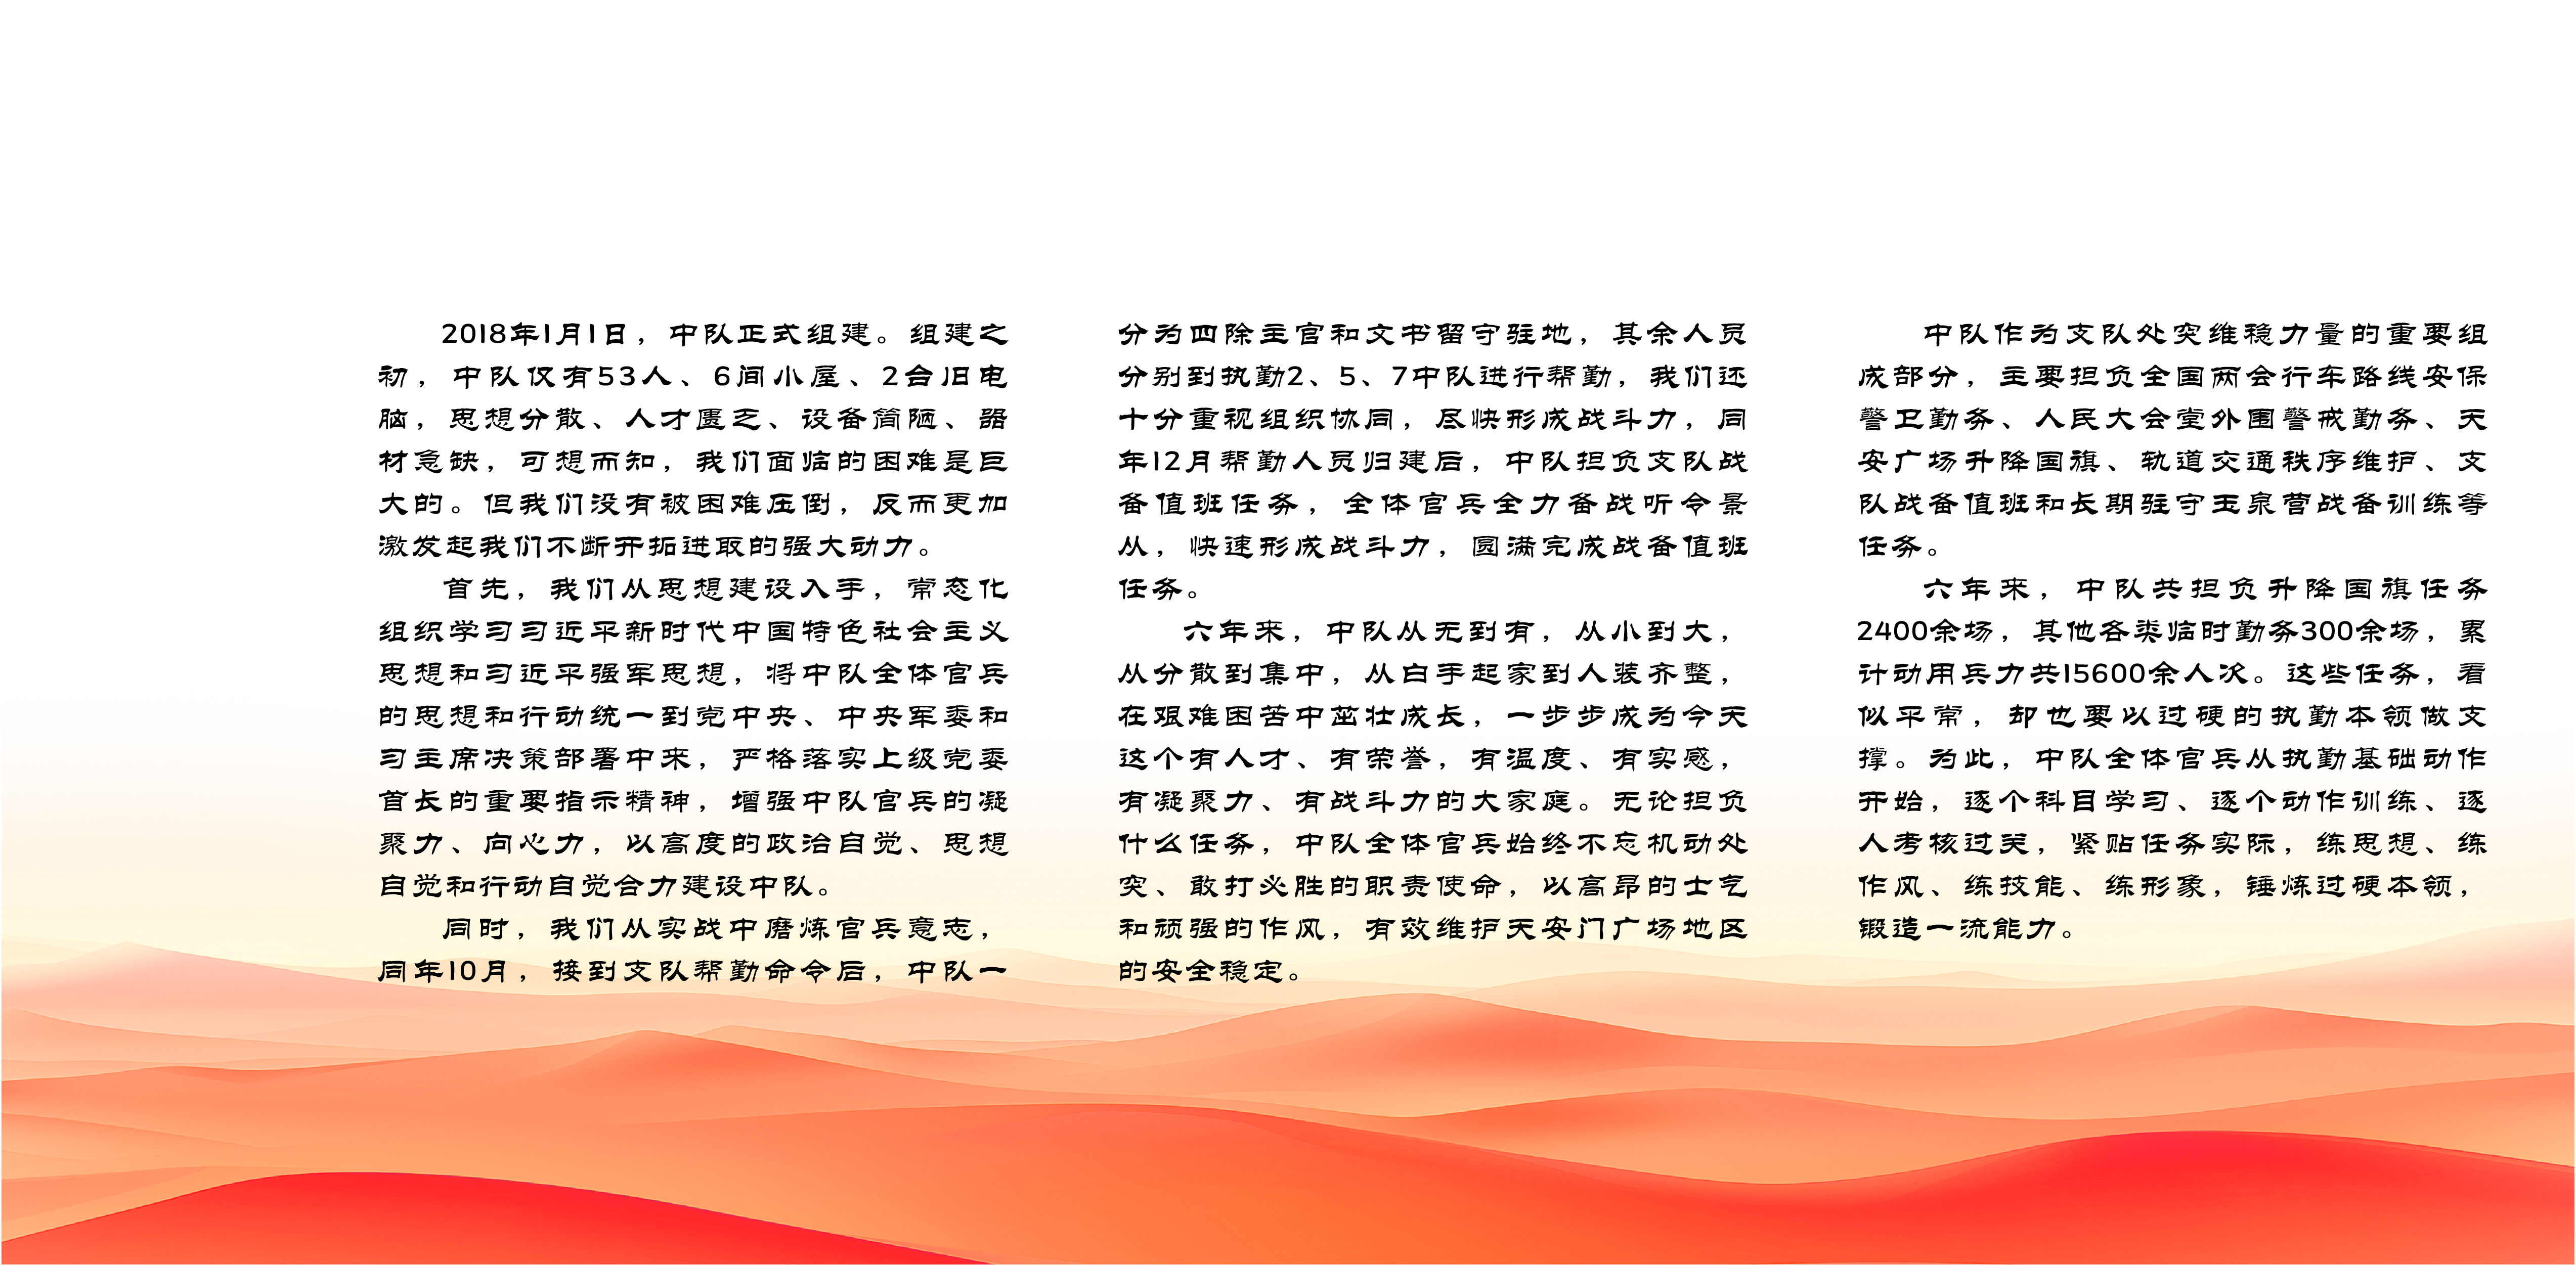 2018年1月1日，中队正式组建。组建之
初，中队仅有53人、6间小屋、2台旧电
脑，思想分散、人才匮乏、设备简陋、器
材急缺，可想而知，我们面临的困难是巨
大的。但我们没有被困难压倒，反而更加
激发起我们不断开拓进取的强大动力。
首先，我们从思想建设入手，常态化
组织学习习近平新时代中国特色社会主义
思想和习近平强军思想，将中队全体官兵
的思想和行动统一到党中央、中央军委和
习主席决策部署中来，严格落实上级党委
首长的重要指示精神，增强中队官兵的凝
聚力、向心力，以高度的政治自觉、思想
自觉和行动自觉合力建设中队。
同时，我们从实战中磨炼官兵意志，
同年10月，接到支队帮勤命令后，中队一
分为四除主官和文书留守驻地，其余人员
分别到执勤2、5、7中队进行帮勤，我们还
十分重视组织协同，尽快形成战斗力，同
年12月帮勤人员归建后，中队担负支队战
备值班任务，全体官兵全力备战听令景
从，快速形成战斗力，圆满完成战备值班
任务。
六年来，中队从无到有，从小到大，
从分散到集中，从白手起家到人装齐整，
在艰难困苦中茁壮成长，一步步成为今天
这个有人才、有荣誉，有温度、有实感，
有凝聚力、有战斗力的大家庭。无论担负
什么任务，中队全体官兵始终不忘机动处
突、敢打必胜的职责使命，以高昂的士气
和顽强的作风，有效维护天安门广场地区
的安全稳定。
中队作为支队处突维稳力量的重要组
成部分，主要担负全国两会行车路线安保
警卫勤务、人民大会堂外围警戒勤务、天
安广场升降国旗、轨道交通秩序维护、支
队战备值班和长期驻守玉泉营战备训练等
任务。
六年来，中队共担负升降国旗任务
2400余场，其他各类临时勤务300余场，累
计动用兵力共15600余人次。这些任务，看
似平常，却也要以过硬的执勤本领做支
撑。为此，中队全体官兵从执勤基础动作
开始，逐个科目学习、逐个动作训练、逐
人考核过关，紧贴任务实际，练思想、练
作风、练技能、练形象，锤炼过硬本领，
锻造一流能力。